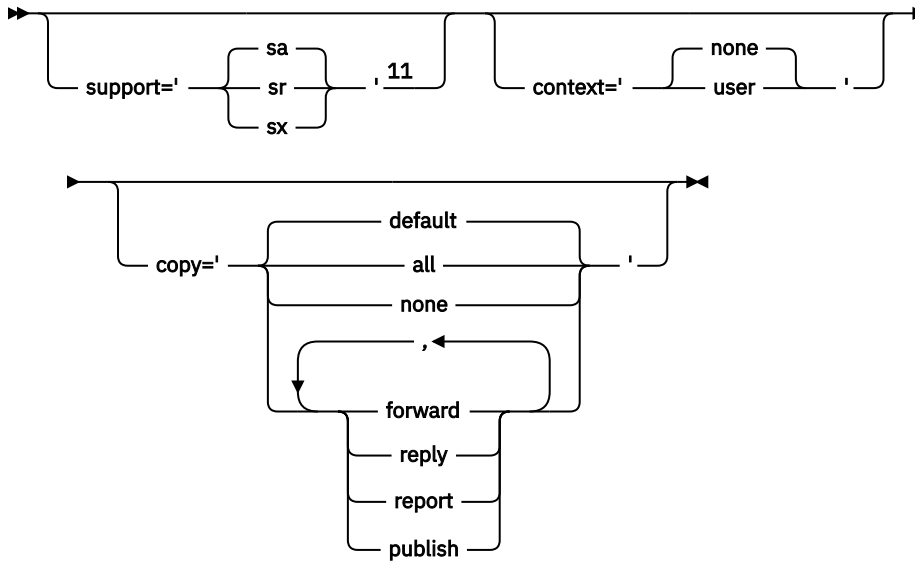 sa none
support=' sr ' 11 context=' user '
sx
default
copy=' all '
none
,
forward
reply
report
publish